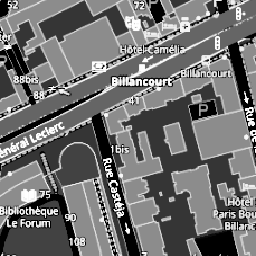 52
72
Hôtel Camélia
88bis
Billancourt
Billancourt
88
41
P
Général Leclerc
1bis
Rue Castéja
75
Bibliothèque
Le Forum
90
108
Hôtel
Paris Bou
Billanc